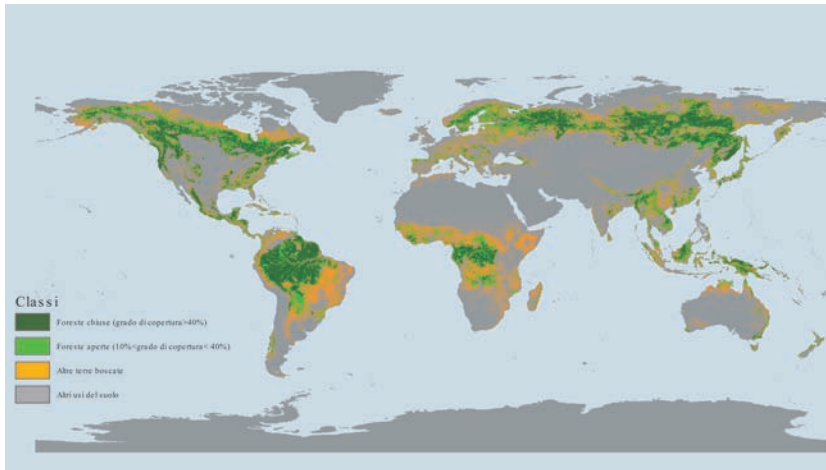 Classi
Foreste chiuse (grado di copertura>40%)
Foreste aperte (10%<grado di copertura< 40%)
Altre terre boscate
Altri usi del suolo